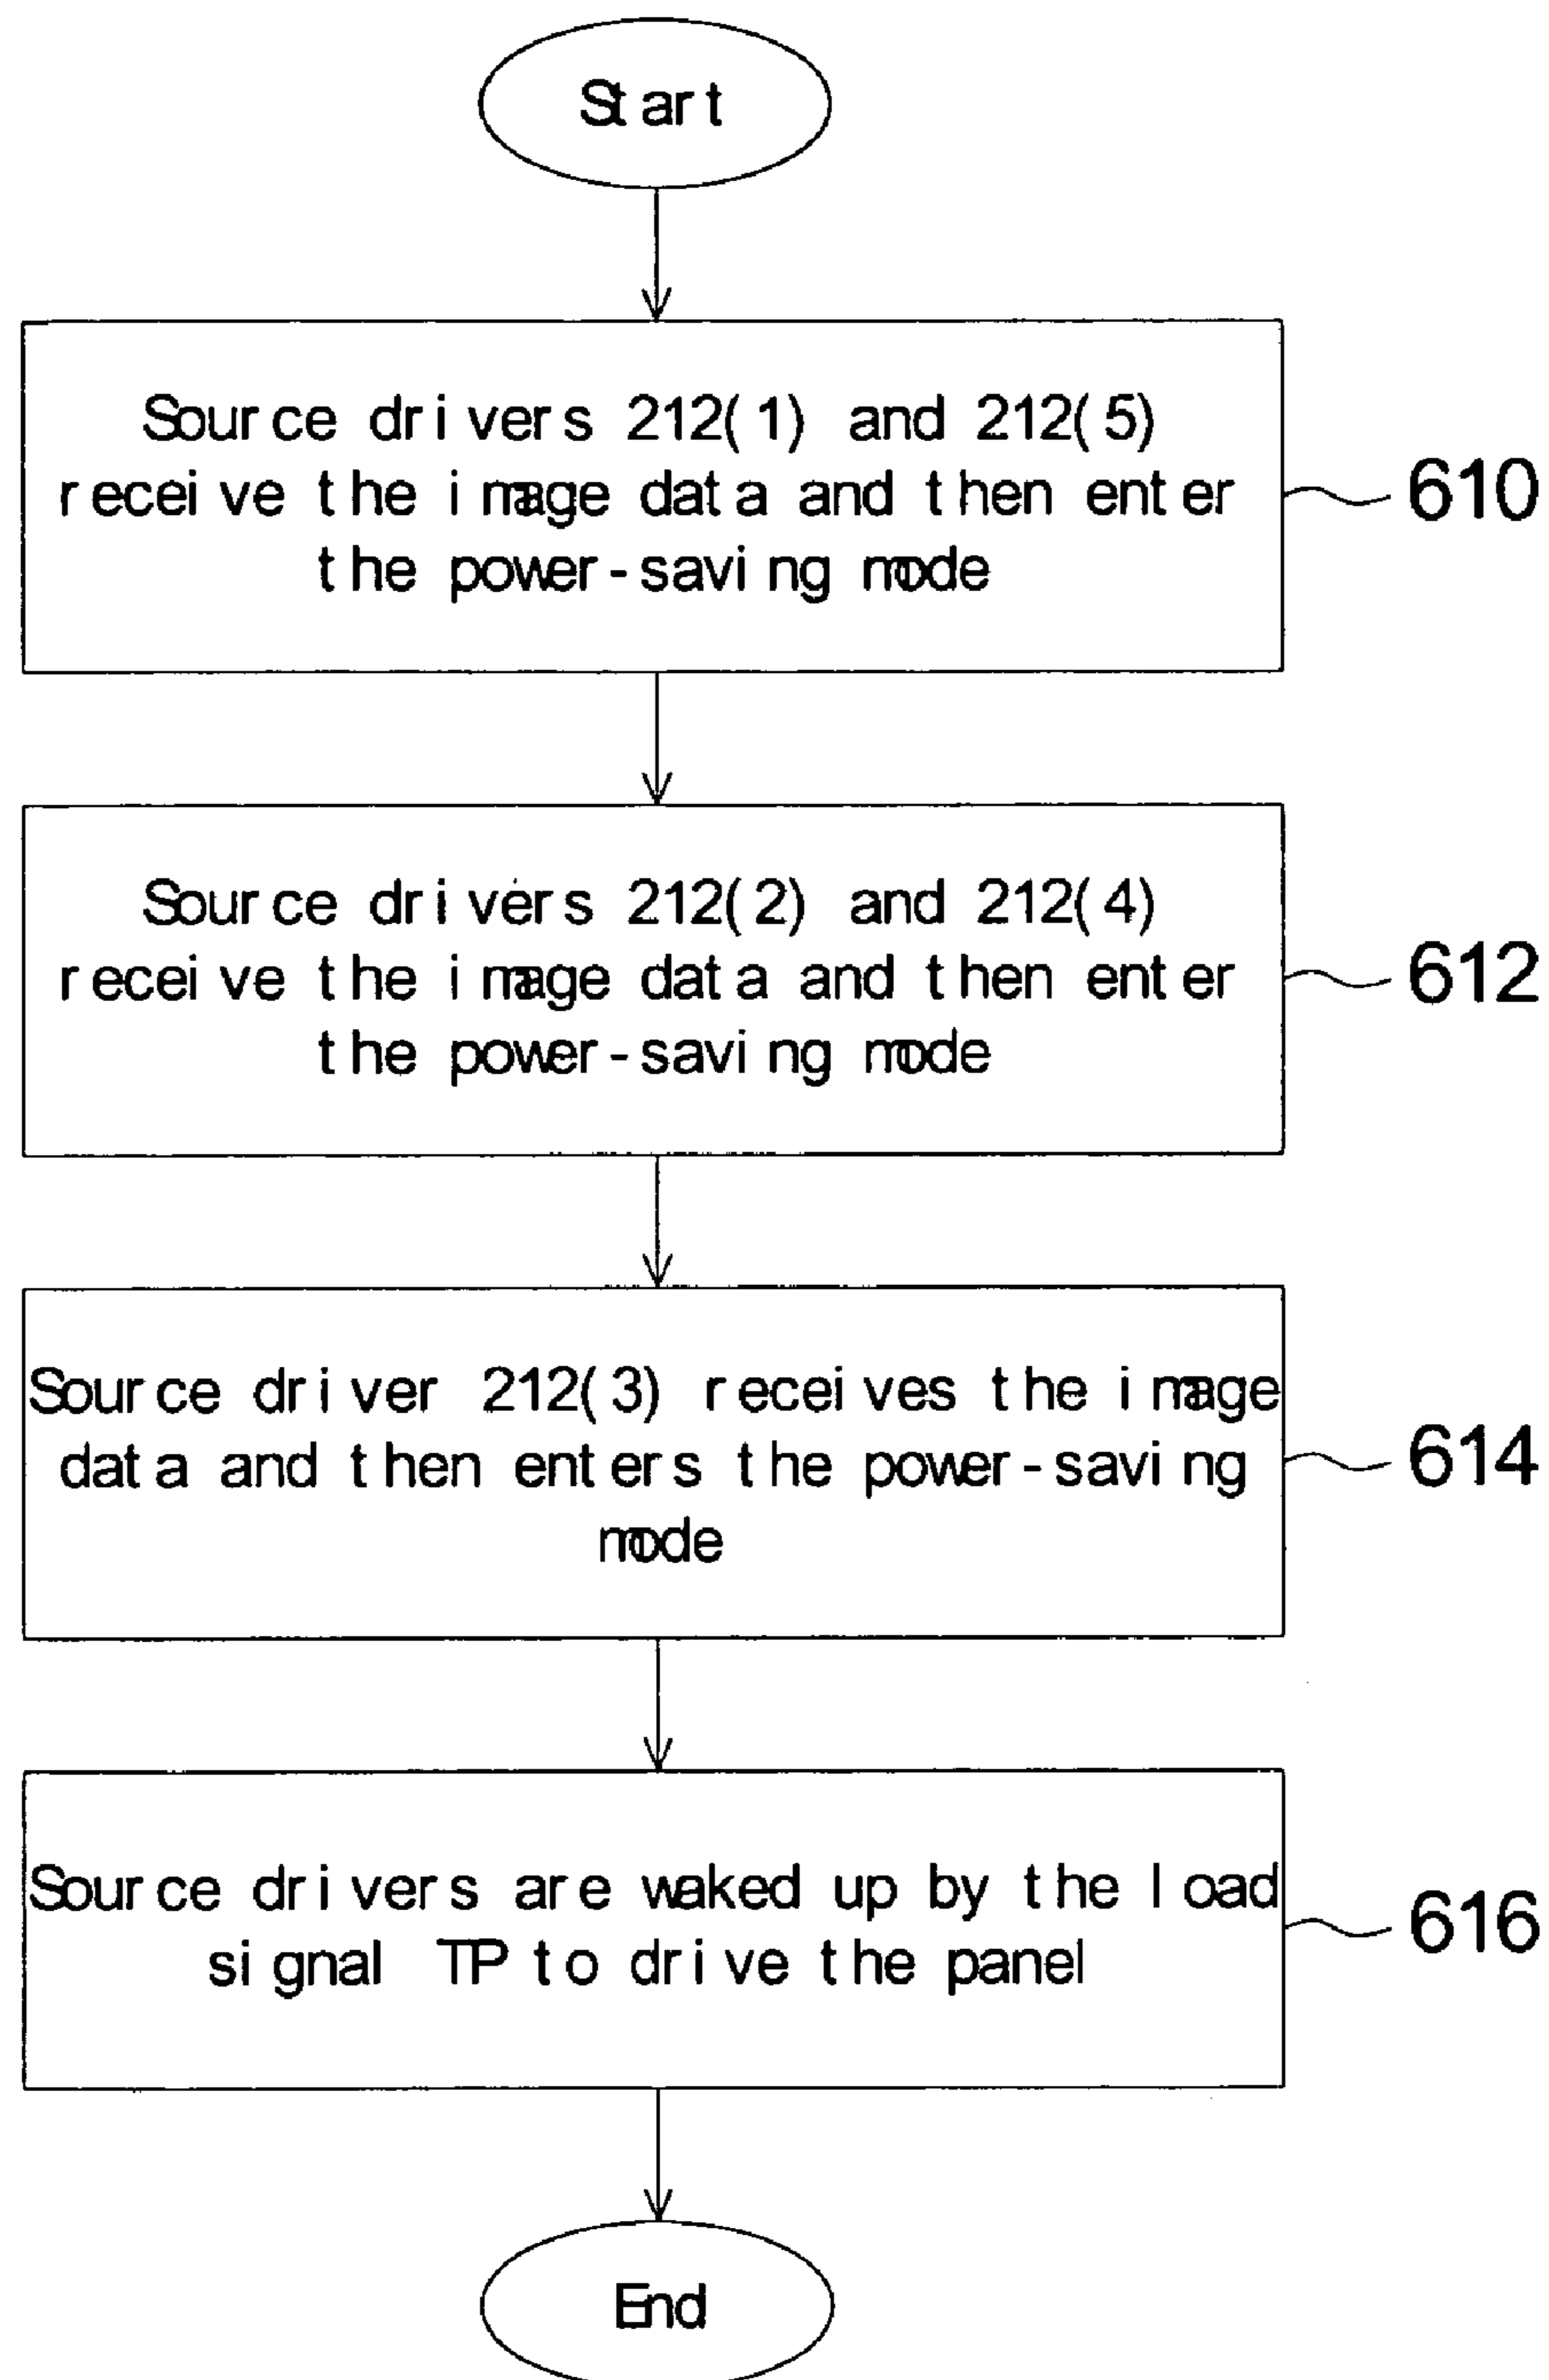 Start
Source drivers 212(1) and 212(5)
receive the image data and then enter
the power-saving mode
610
Source drivers 212(2) and 212(4)
receive the image data and then enter
the power-saving mode
612
Source driver 212(3) receives the image
data and then enters the power-saving
mode
614
Source drivers are waked up by the load
signal TP to drive the panel
616
End